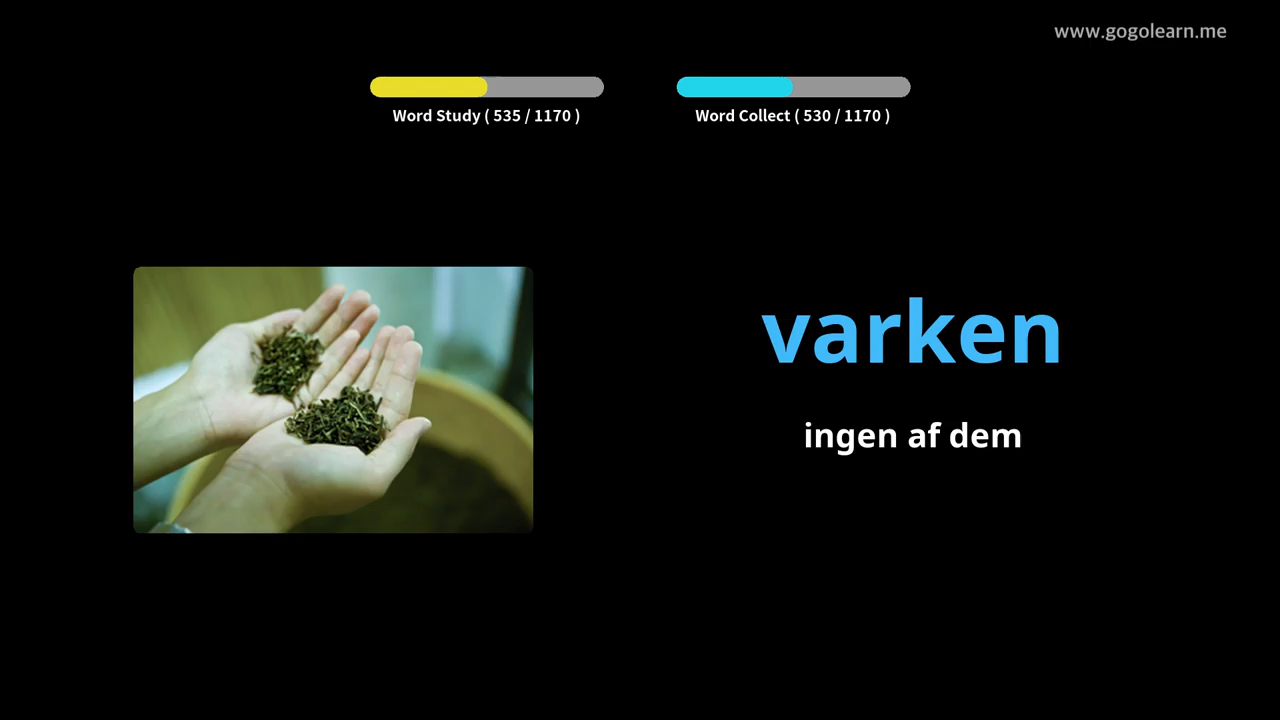 www.gogolearn.me
Word Study ( 535 / 1170 )
Word Collect ( 530 / 1170 )
varken
ingen af dem